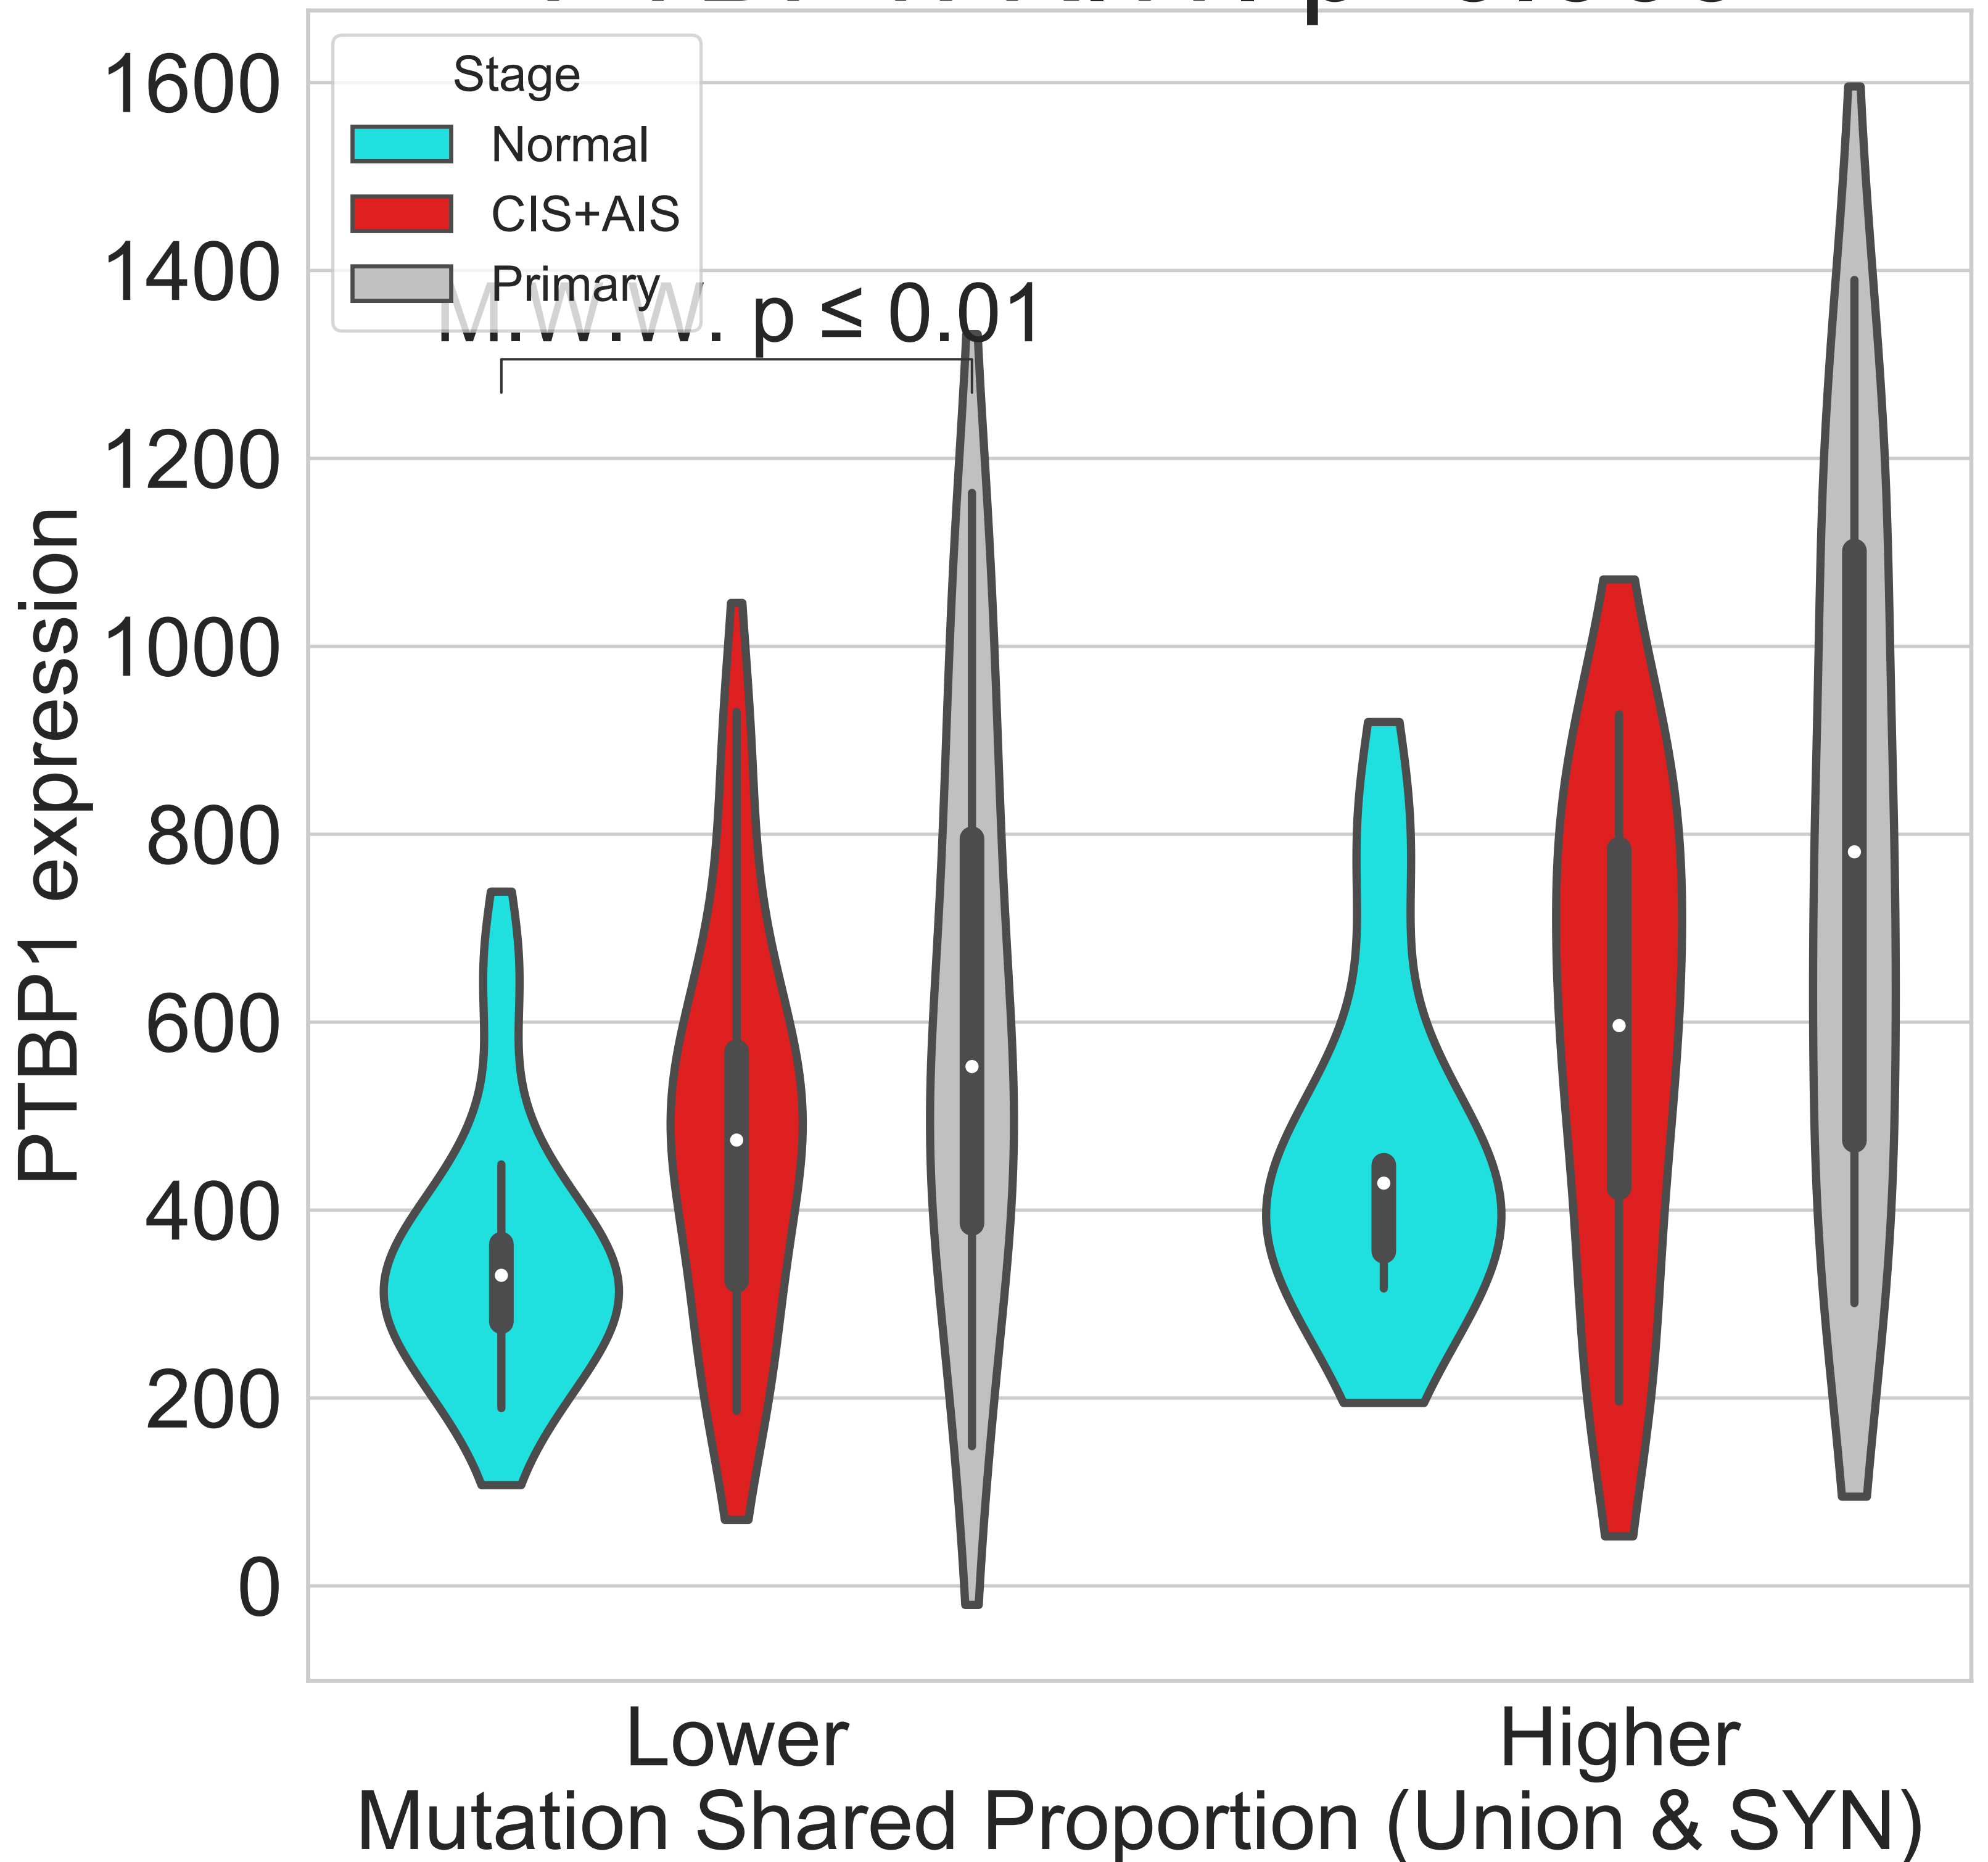 Stage
Normal
CIS+AIS
Primary
M.W.W. p ≤ 0.01
1600
1400
1200
1000
800
600
400
200
0
PTBP1 expression
Lower
Higher
Mutation Shared Proportion (Union & SYN)